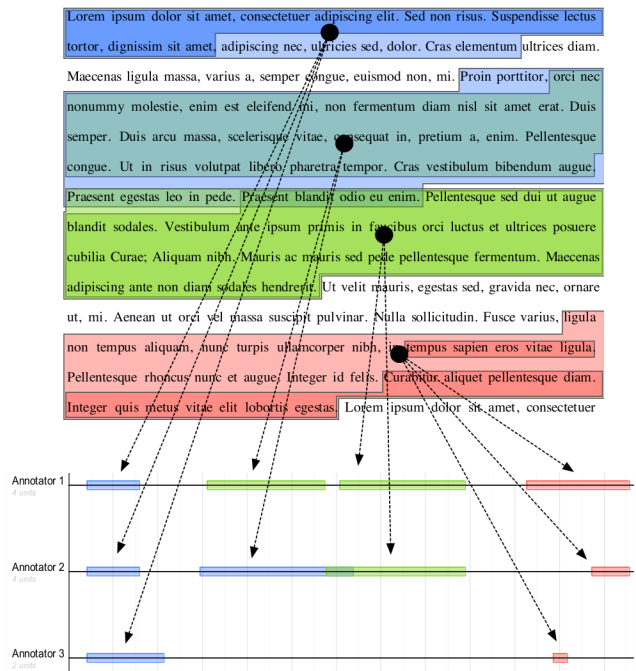 Lorem ipsum dolor sit amet, consectetuer adipiscing elit. Sed non risus. Suspendisse lectus
tortor, dignissim sit amet, adipiscing nec, ultricies sed, dolor. Cras elementum ultrices diam.
Maecenas ligula massa, varius a, semper congue, euismod non, mi. Proin porttitor, orci nec
nonummy molestie, enim est eleifend mi, non fermentum diam nisl sit amet erat. Duis
semper. Duis arcu massa, scelerisque vitae, consequat in, pretium a, enim. Pellentesque
congue. Ut in risus volutpat libero pharetra tempor. Cras vestibulum bibendum augue.
Praesent egestas leo in pede. Praesent blandit odio eu enim. Pellentesque sed dui ut augue
blandit sodales. Vestibulum ante ipsum primis in faucibus orci luctus et ultrices posuere
cubilia Curae; Aliquam nibh. Mauris ac mauris sed pede pellentesque fermentum. Maecenas
adipiscing ante non diam sodales hendrerit. Ut velit mauris, egestas sed, gravida nec, ornare
ut, mi. Aenean ut orci vel massa suscipit pulvinar. Nulla sollicitudin. Fusce varius, ligula
non tempus aliquam, nunc turpis ullamcorper nibh, tempus sapien eros vitae ligula.
Pellentesque rhoncus nunc et augue. Integer id felis. Curabitur aliquet pellentesque diam.
Integer quis metus vitae elit lobortis egestas. Lorem ipsum dolor sit amet, consectetuer
Annotator 1
4 units
Annotator 2
4 units
Annotator 3
2 units